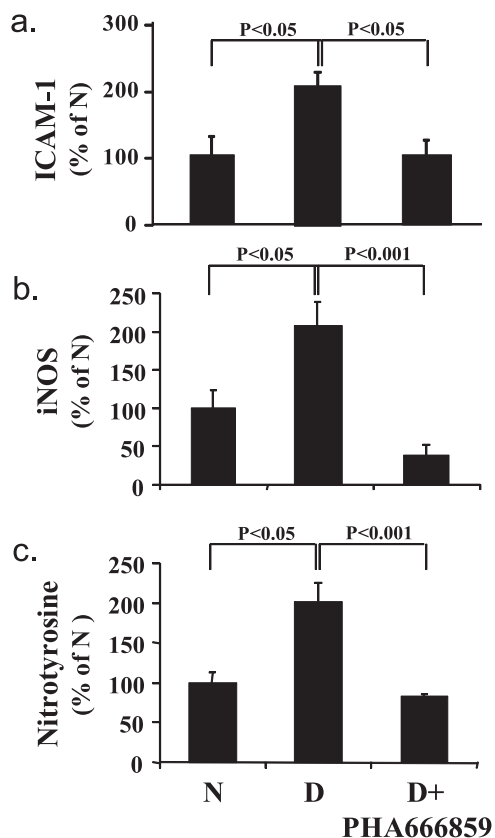 a.
P<0.05 P<0.05
ICAM-1
(% of N)
300
200
100
0
b.
P<0.05 P<0.001
iNOS
(% of N)
250
200
150
100
50
0
c.
P<0.05 P<0.001
Nitrotyrosine
(% of N )
250
200
150
100
50
0
N D D+
PHA666859